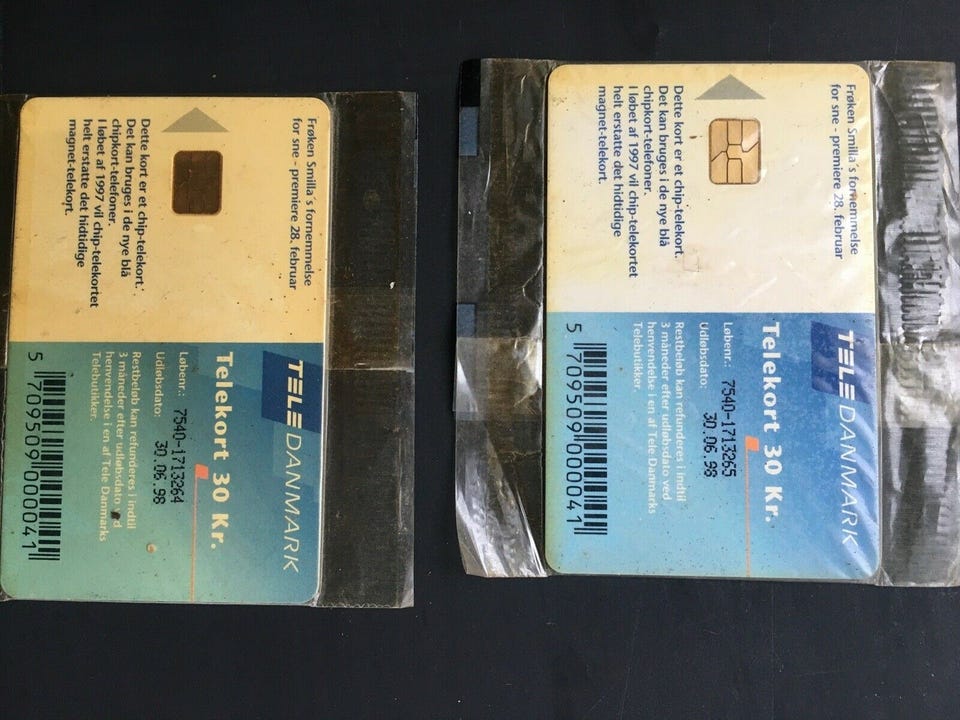 Frøken Smilla's fornemmelse
for sne - premiere 28. februar
Dette kort er et chip-telekort.
Det kan bruges i de nye blå
chipkort-telefoner.
I løbet af 1997 vil chip-telekortet
helt erstatte det hidtidige
magnet-telekort.
TELE DANMARK
Telekort 30 Kr.
Løbenr.: 7540-1713264
Udløbsdato: 30.06.98
Restbeløb kan refunderes i indtil
3 måneder efter udløbsdato ved
henvendelse i en af Tele Danmarks
Telebutikker.
5 709509 000041
Frøken Smilla's fornemmelse
for sne - premiere 28. februar
Dette kort er et chip-telekort.
Det kan bruges i de nye blå
chipkort-telefoner.
I løbet af 1997 vil chip-telekortet
helt erstatte det hidtidige
magnet-telekort.
TELE DANMARK
Telekort 30 Kr.
Løbenr.: 7540-1713265
Udløbsdato: 30.06.98
Restbeløb kan refunderes i indtil
3 måneder efter udløbsdato ved
henvendelse i en af Tele Danmarks
Telebutikker.
5 709509 000041